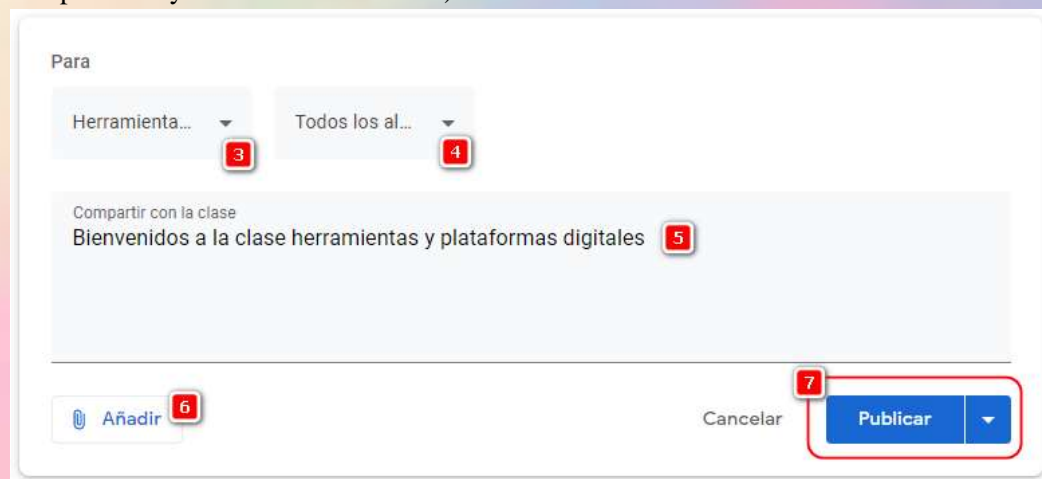 Para
Herramienta... Todos los al...
3 4
Compartir con la clase
Bienvenidos a la clase herramientas y plataformas digitales 5
7
Añadir 6 Cancelar Publicar